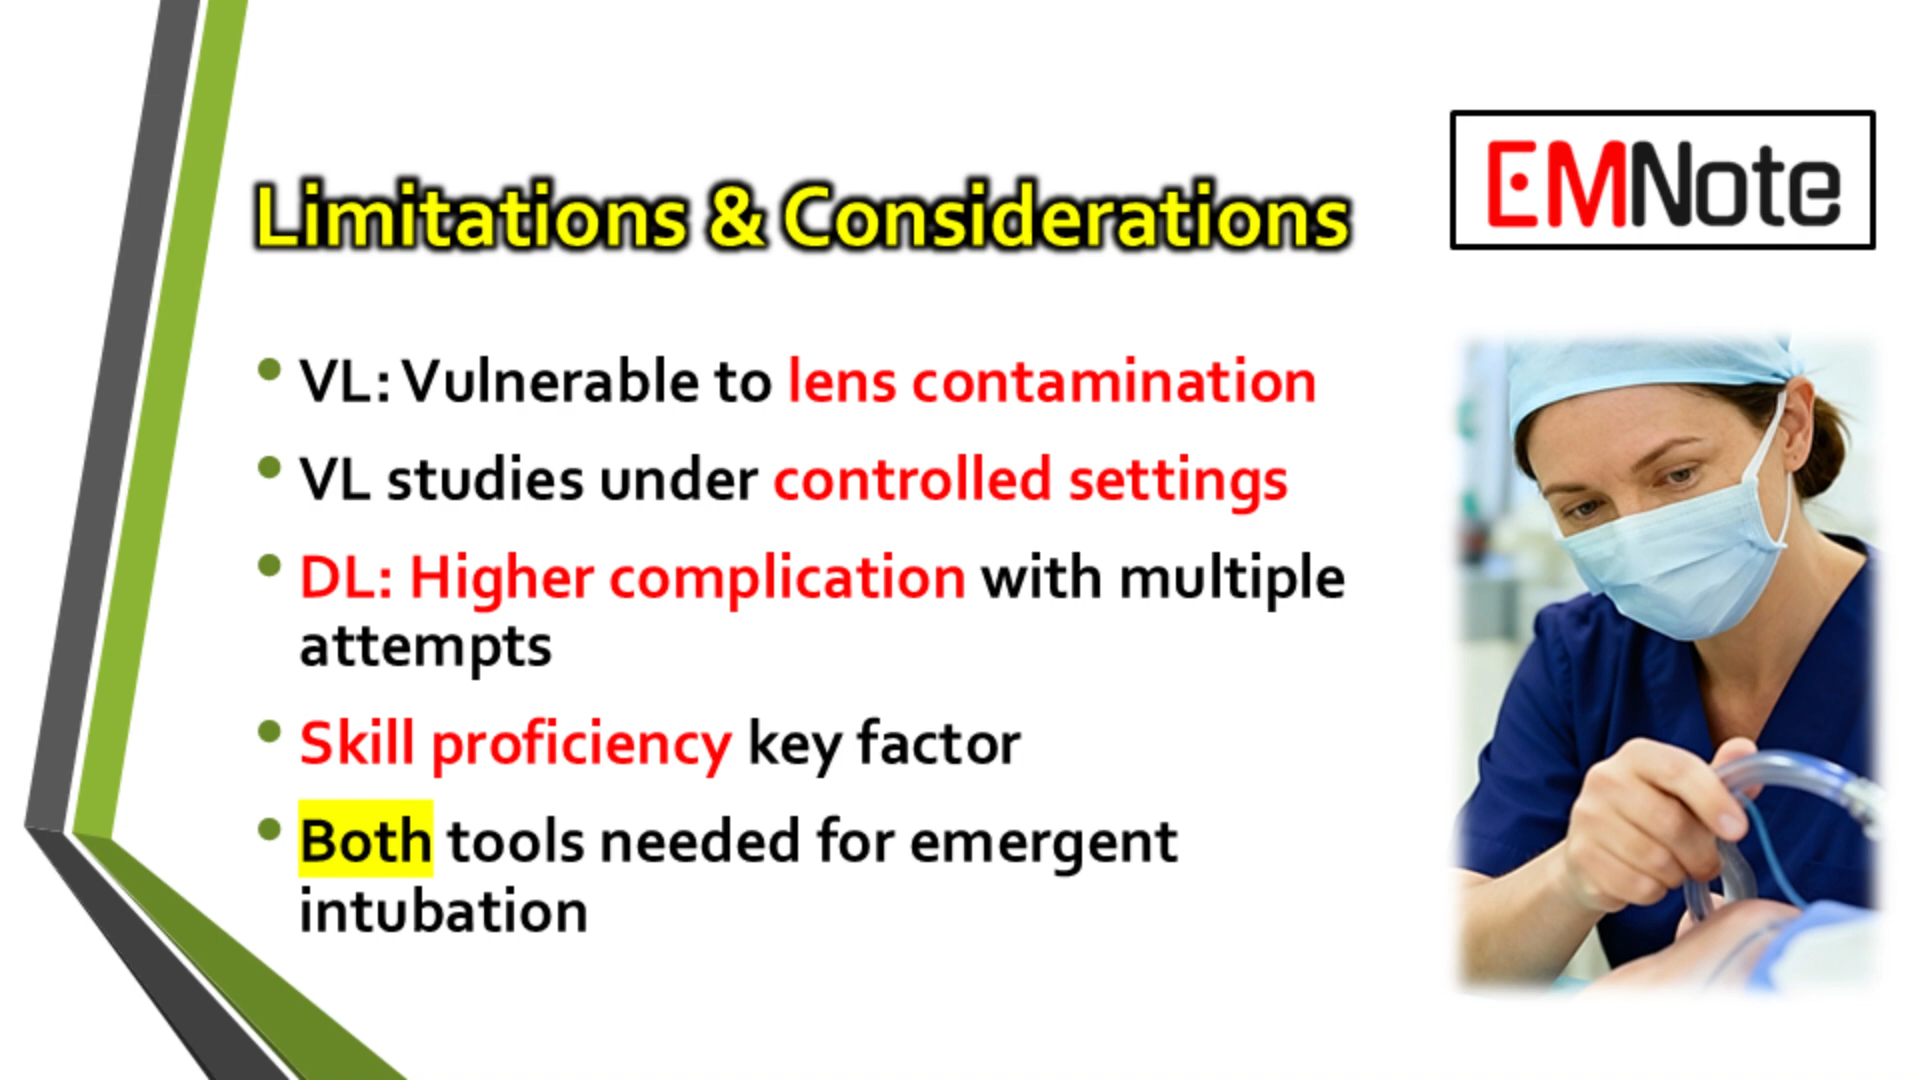 EMNote
Limitations & Considerations
• VL: Vulnerable to lens contamination
• VL studies under controlled settings
• DL: Higher complication with multiple
attempts
• Skill proficiency key factor
• Both tools needed for emergent
intubation